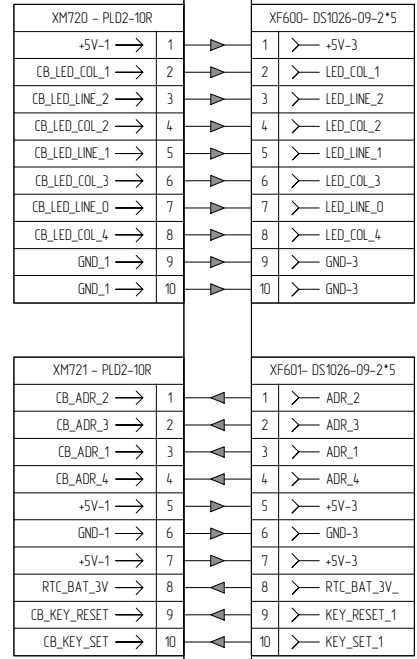 XM720 - PLD2-10R XF600- DS1026-09-2*5
+5V-1 1 1 +5V-3
CB_LED_COL_1 2 2 LED_COL_1
CB_LED_LINE_2 3 3 LED_LINE_2
CB_LED_COL_2 4 4 LED_COL_2
CB_LED_LINE_1 5 5 LED_LINE_1
CB_LED_COL_3 6 6 LED_COL_3
CB_LED_LINE_0 7 7 LED_LINE_0
CB_LED_COL_4 8 8 LED_COL_4
GND_1 9 9 GND-3
GND_1 10 10 GND-3
XM721 - PLD2-10R XF601- DS1026-09-2*5
CB_ADR_2 1 1 ADR_2
CB_ADR_3 2 2 ADR_3
CB_ADR_1 3 3 ADR_1
CB_ADR_4 4 4 ADR_4
+5V-1 5 5 +5V-3
GND-1 6 6 GND-3
+5V-1 7 7 +5V-3
RTC_BAT_3V 8 8 RTC_BAT_3V_
CB_KEY_RESET 9 9 KEY_RESET_1
CB_KEY_SET 10 10 KEY_SET_1